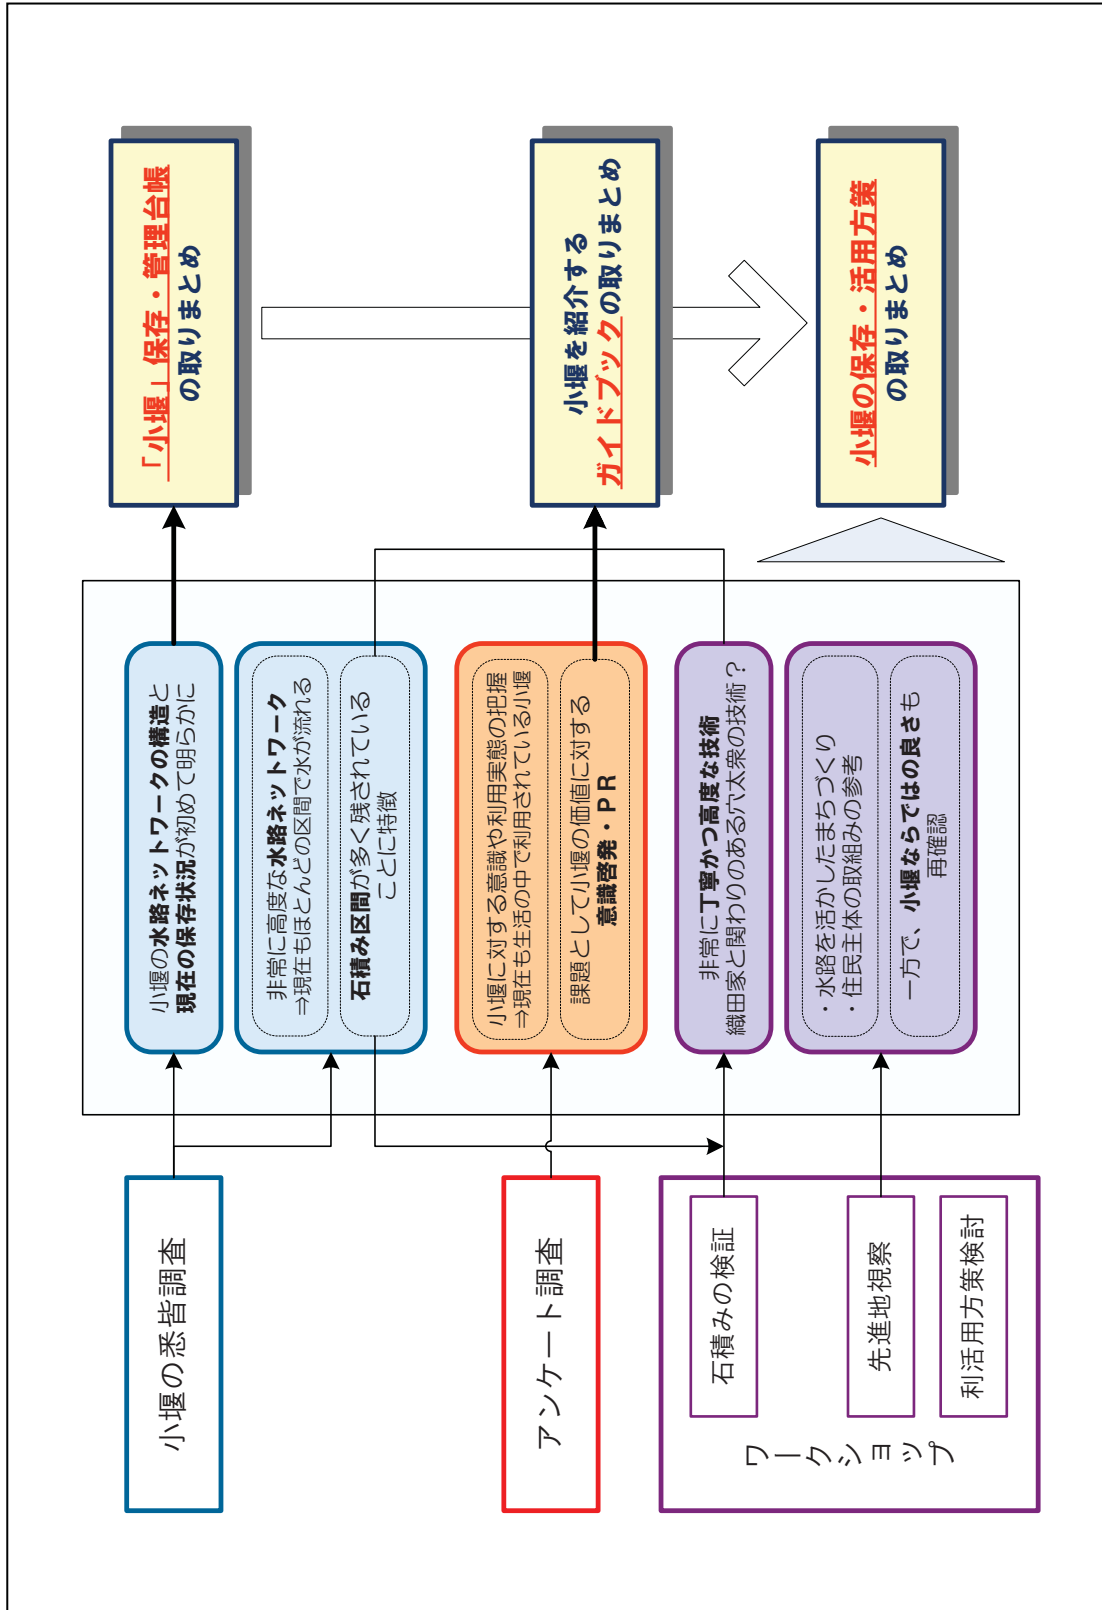 小堰の悉皆調査
アンケート調査
ワークショップ
石積みの検証
先進地視察
利活用方策検討
小堰の水路ネットワークの構造と
現在の保存状況が初めて明らかに
非常に高度な水路ネットワーク
⇒現在もほとんどの区間で水が流れる
石積み区間が多く残されている
ことに特徴
小堰に対する意識や利用実態の把握
⇒現在も生活の中で利用されている小堰
課題として小堰の価値に対する
意識啓発・PR
非常に丁寧かつ高度な技術
織田家と関わりのある穴太衆の技術？
・水路を活かしたまちづくり
・住民主体の取組みの参考
一方で、小堰ならではの良さも
再確認
「小堰」保存・管理台帳
の取りまとめ
小堰を紹介する
ガイドブックの取りまとめ
小堰の保存・活用方策
の取りまとめ